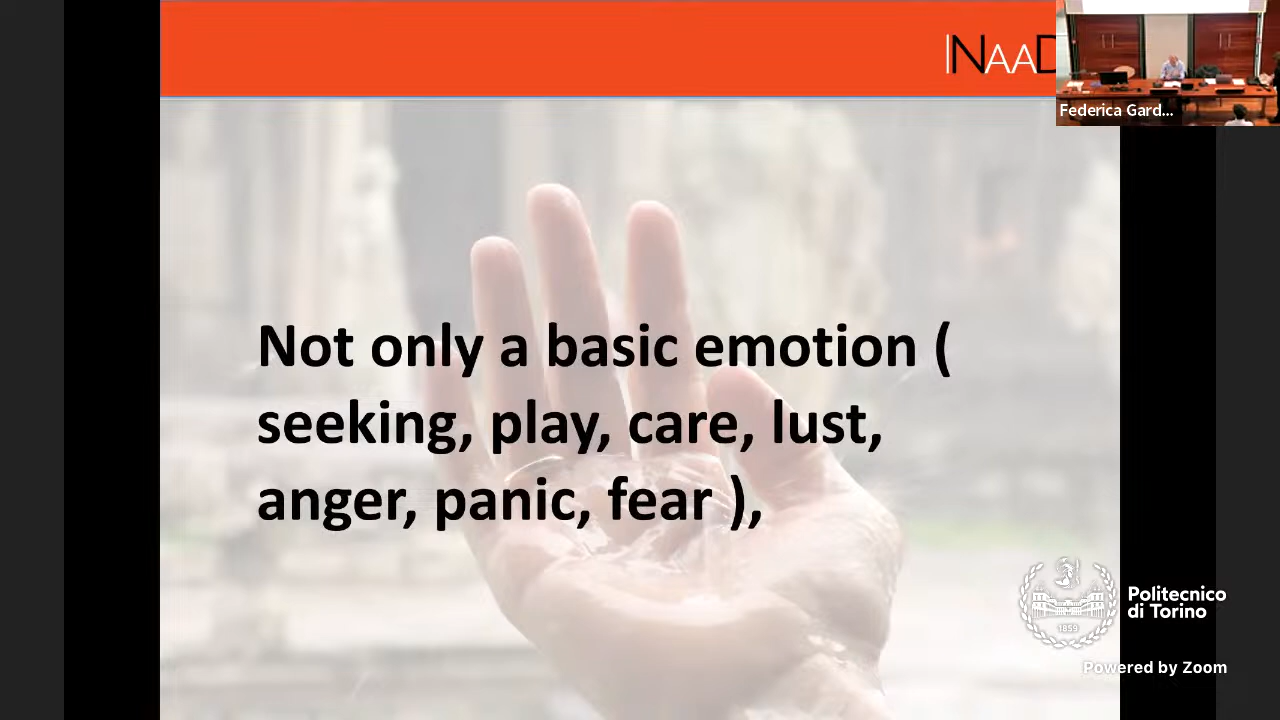 Federica Gard...
Not only a basic emotion (
seeking, play, care, lust,
anger, panic, fear ),
Politecnico
di Torino
1859
Powered by Zoom